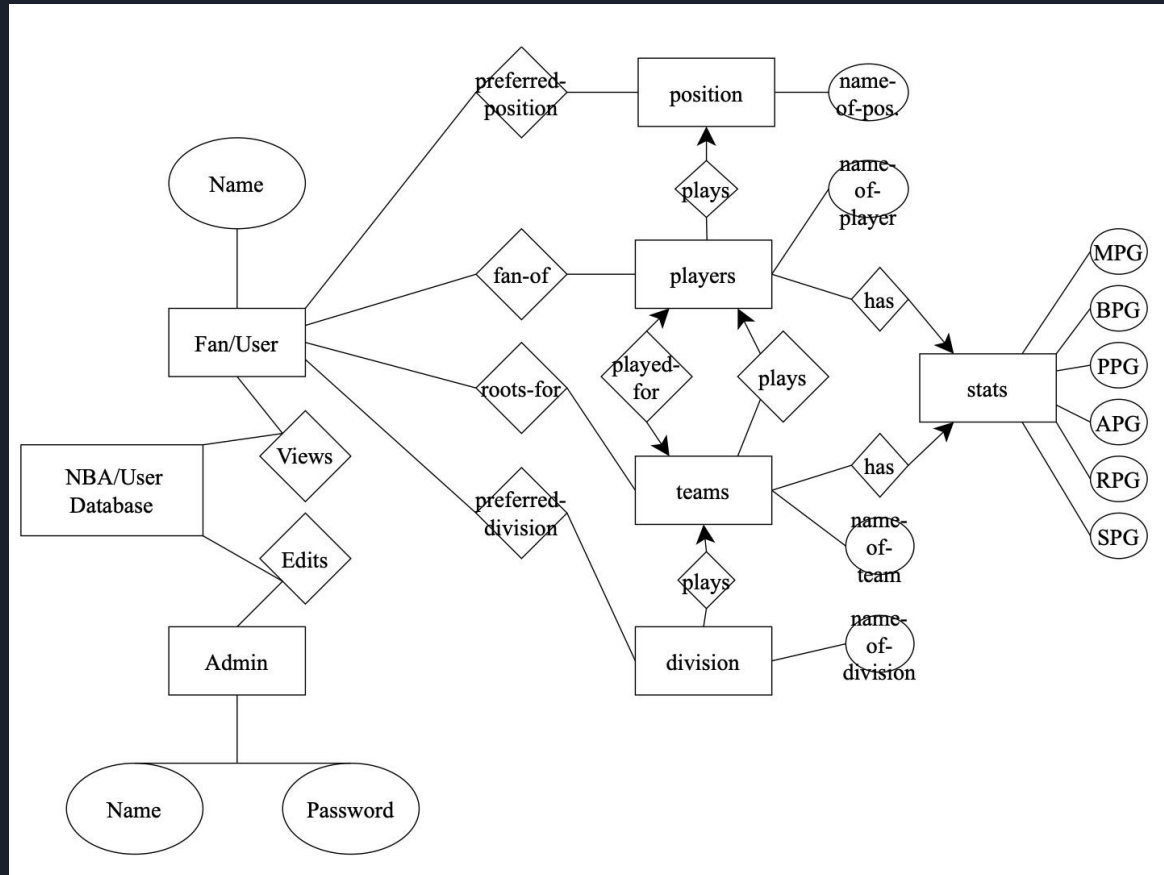 preferred-
position
position
name-
of-pos.
Name
plays
name-
of-
player
MPG
fan-of
players
has
BPG
Fan/User
played-
for
plays
PPG
roots-for
stats
APG
Views
has
NBA/User
Database
teams
RPG
preferred-
division
name-
of-
team
SPG
Edits
plays
Admin
division
name-
of-
division
Name
Password